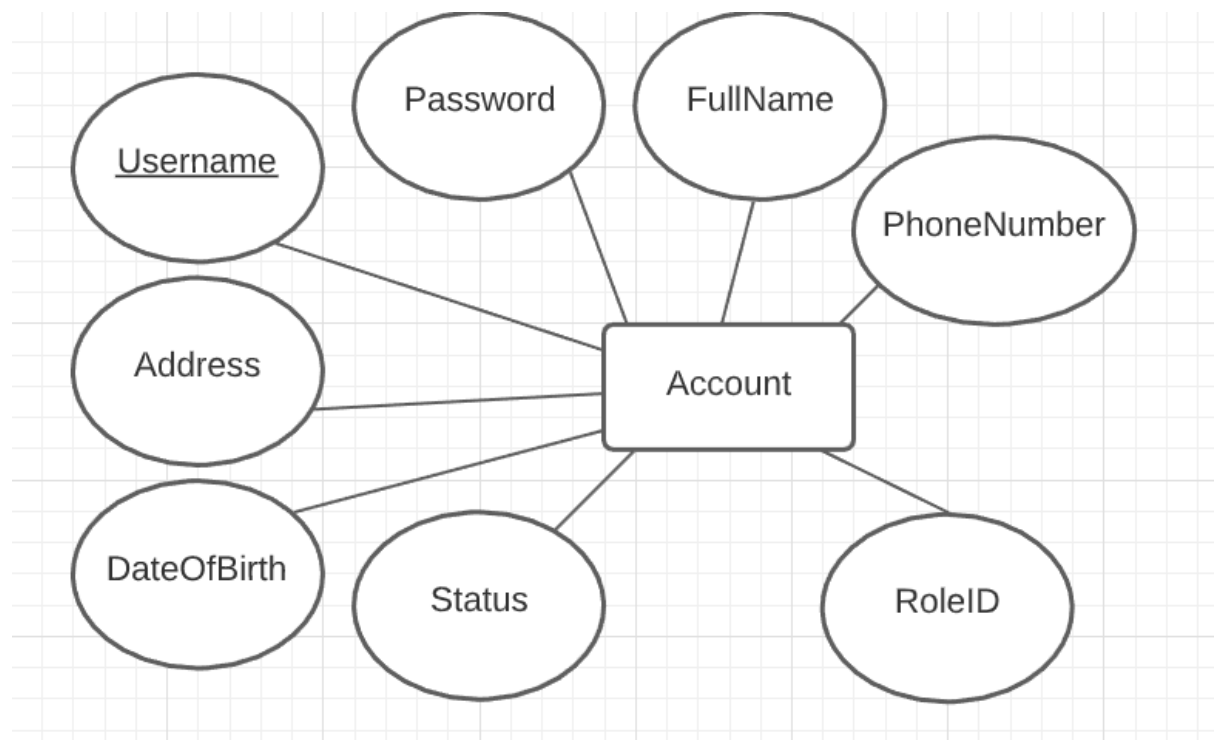 Password
FullName
Username
PhoneNumber
Address
Account
DateOfBirth
Status
RoleID